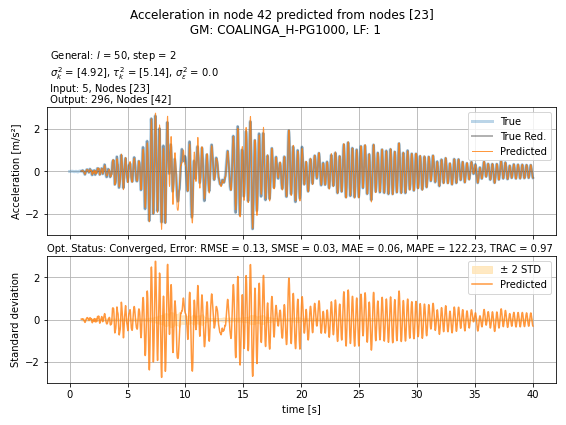 Acceleration in node 42 predicted from nodes [23]
GM: COALINGA_H-PG1000, LF: 1
General: l = 50, step = 2
σ²ₖ = [4.92], τ²ₖ = [5.14], σ²ε = 0.0
Input: 5, Nodes [23]
Output: 296, Nodes [42]
Acceleration [m/s²]
2
0
−2
True
True Red.
Predicted
Opt. Status: Converged, Error: RMSE = 0.13, SMSE = 0.03, MAE = 0.06, MAPE = 122.23, TRAC = 0.97
Standard deviation
2
0
−2
± 2 STD
Predicted
0 5 10 15 20 25 30 35 40
time [s]